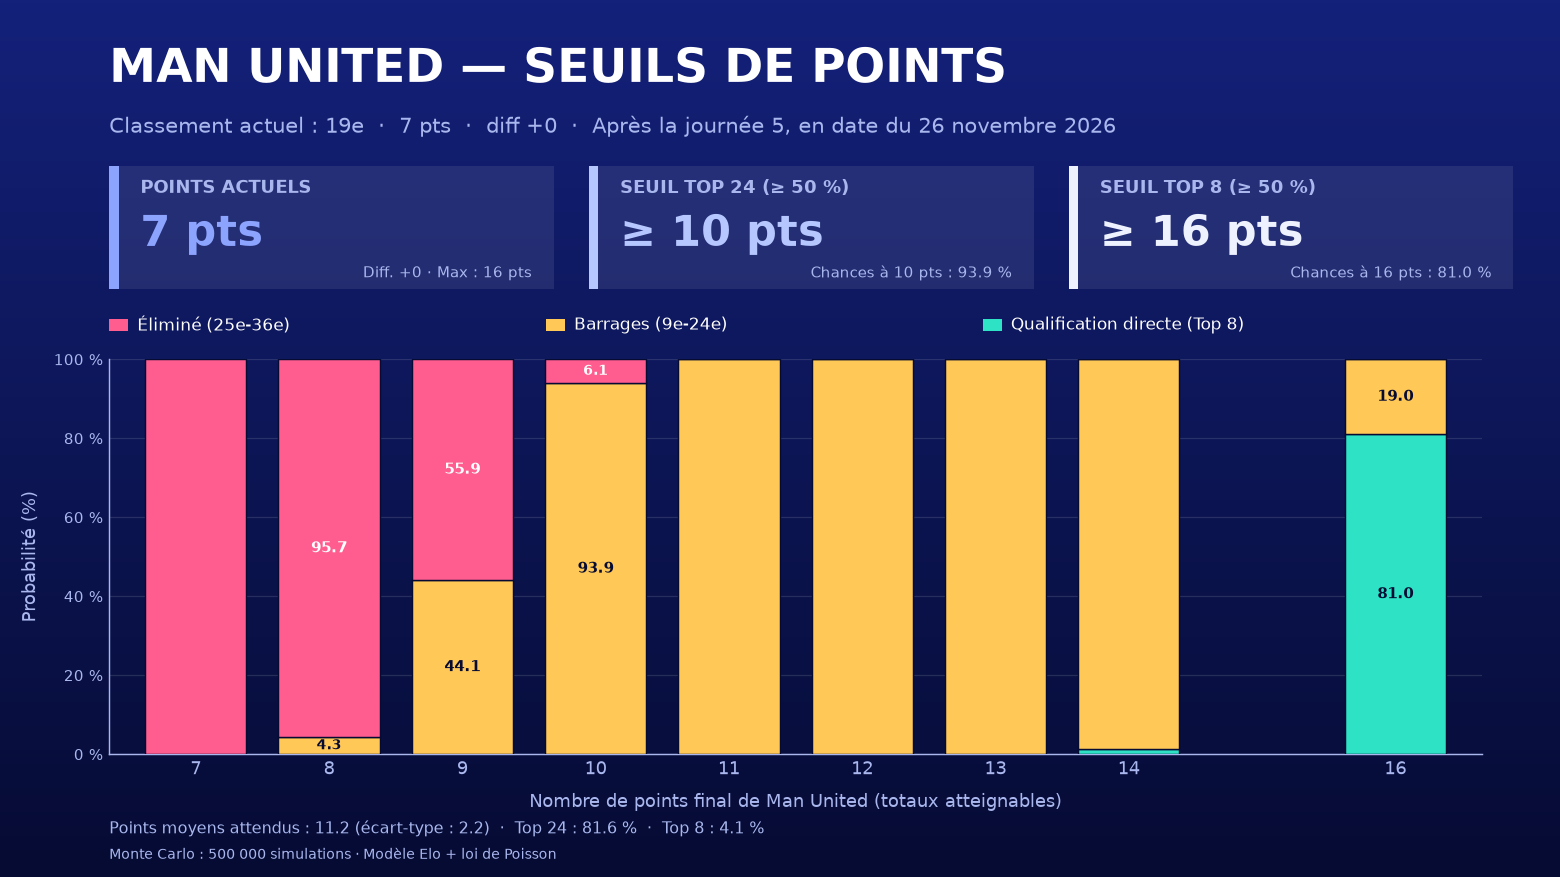 MAN UNITED — SEUILS DE POINTS
Classement actuel : 19e · 7 pts · diff +0 · Après la journée 5, en date du 26 novembre 2026
POINTS ACTUELS
7 pts
Diff. +0 · Max : 16 pts
SEUIL TOP 24 (≥ 50 %)
≥ 10 pts
Chances à 10 pts : 93.9 %
SEUIL TOP 8 (≥ 50 %)
≥ 16 pts
Chances à 16 pts : 81.0 %
Éliminé (25e-36e)
Barrages (9e-24e)
Qualification directe (Top 8)
Probabilité (%)
100 %
80 %
60 %
40 %
20 %
0 %
95.7
4.3
55.9
44.1
6.1
93.9
19.0
81.0
7 8 9 10 11 12 13 14 16
Nombre de points final de Man United (totaux atteignables)
Points moyens attendus : 11.2 (écart-type : 2.2) · Top 24 : 81.6 % · Top 8 : 4.1 %
Monte Carlo : 500 000 simulations · Modèle Elo + loi de Poisson